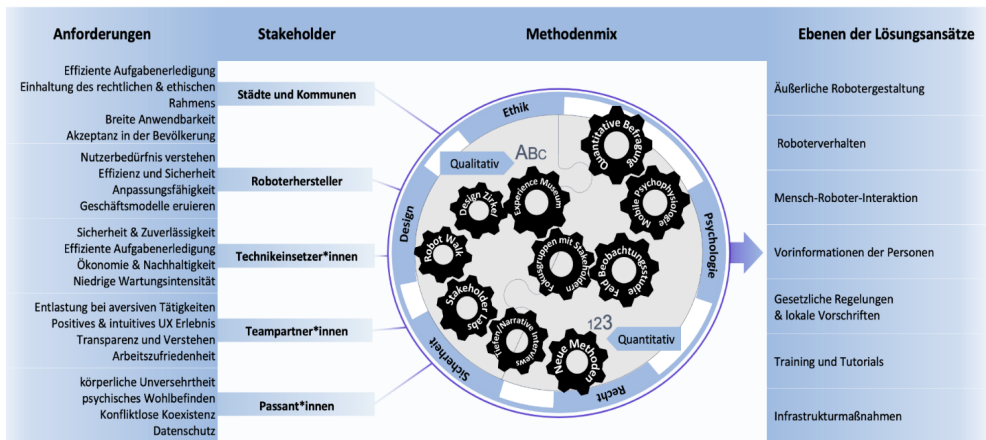 Anforderungen
Stakeholder
Methodenmix
Ebenen der Lösungsansätze
Effiziente Aufgabenerledigung
Einhaltung des rechtlichen & ethischen
Rahmens
Breite Anwendbarkeit
Akzeptanz in der Bevölkerung
Städte und Kommunen
Nutzerbedürfnis verstehen
Effizienz und Sicherheit
Anpassungsfähigkeit
Geschäftsmodelle eruieren
Roboterhersteller
Sicherheit & Zuverlässigkeit
Effiziente Aufgabenerledigung
Ökonomie & Nachhaltigkeit
Niedrige Wartungsintensität
Technikeinsetzer*innen
Entlastung bei aversiven Tätigkeiten
Positives & intuitives UX Erlebnis
Transparenz und Verstehen
Arbeitszufriedenheit
Teampartner*innen
körperliche Unversehrtheit
psychisches Wohlbefinden
Konfliktlose Koexistenz
Datenschutz
Passant*innen
Ethik
Psychologie
Recht
Sicherheit
Design
Qualitativ
ABC
Quantitative Befragung
Mobile Psychophysiologie
Experience Museum
Design Zirkel
Robot Walk
Fokusgruppen mit Stakeholdern
Feld Beobachtungsstudie
Stakeholder Labs
Tiefen/Narrative Interviews
Neue Methoden
123
Quantitativ
Äußerliche Robotergestaltung
Roboterverhalten
Mensch-Roboter-Interaktion
Vorinformationen der Personen
Gesetzliche Regelungen
& lokale Vorschriften
Training und Tutorials
Infrastrukturmaßnahmen